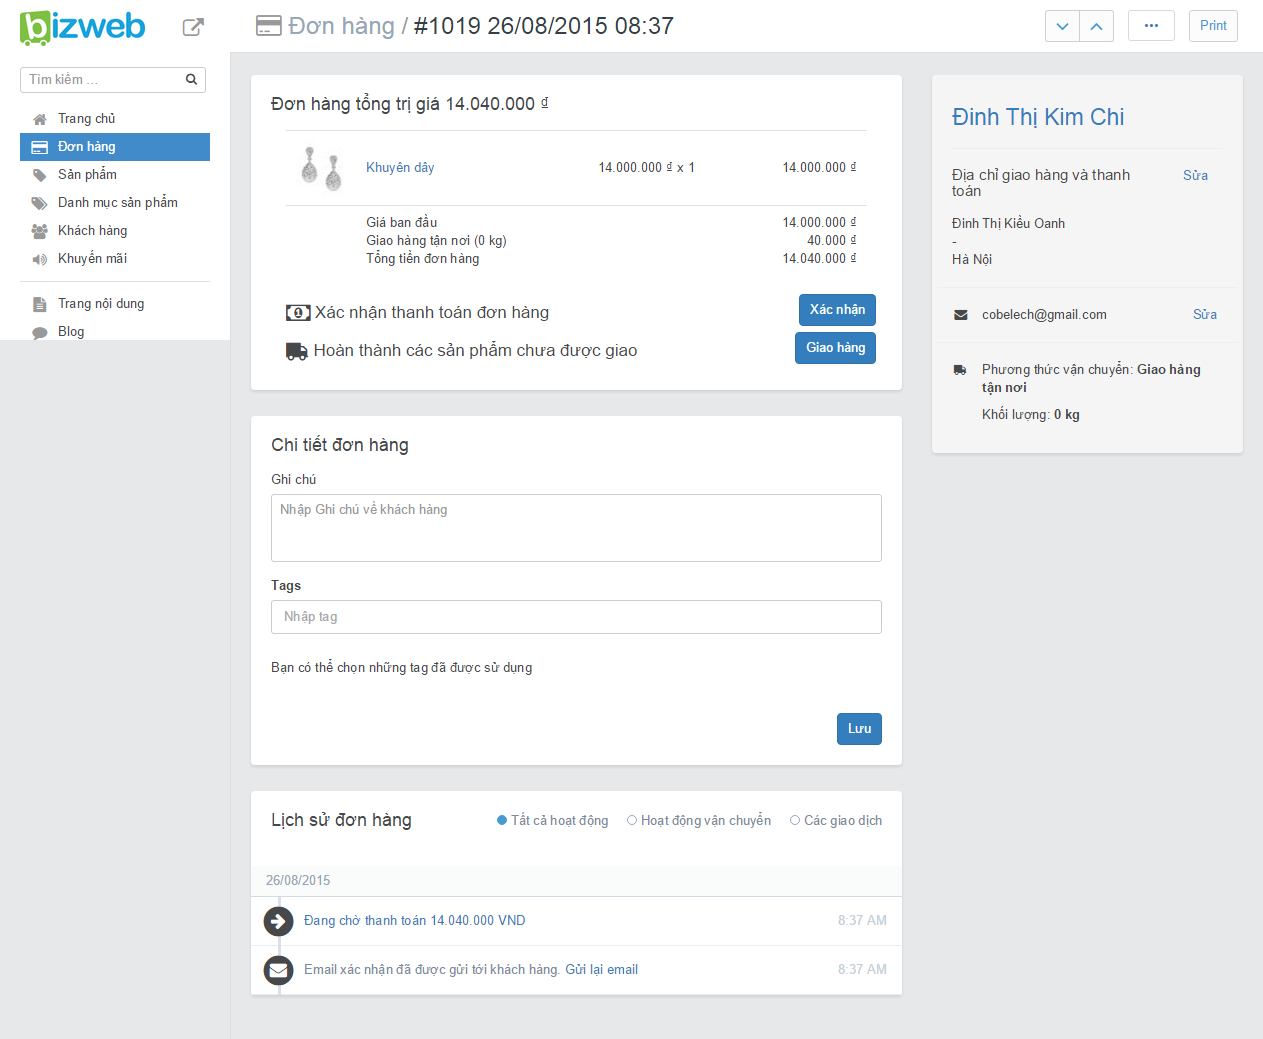 bizweb
Đơn hàng / #1019 26/08/2015 08:37
Print
Tìm kiếm ...
Trang chủ
Đơn hàng
Sản phẩm
Danh mục sản phẩm
Khách hàng
Khuyến mãi
Trang nội dung
Blog
Đơn hàng tổng trị giá 14.040.000 ₫
Khuyên dây 14.000.000 ₫ x 1 14.000.000 ₫
Giá ban đầu 14.000.000 ₫
Giao hàng tận nơi (0 kg) 40.000 ₫
Tổng tiền đơn hàng 14.040.000 ₫
Xác nhận thanh toán đơn hàng Xác nhận
Hoàn thành các sản phẩm chưa được giao Giao hàng
Chi tiết đơn hàng
Ghi chú
Nhập Ghi chú về khách hàng
Tags
Nhập tag
Bạn có thể chọn những tag đã được sử dụng
Lưu
Lịch sử đơn hàng Tất cả hoạt động Hoạt động vận chuyển Các giao dịch
26/08/2015
Đang chờ thanh toán 14.040.000 VND 8:37 AM
Email xác nhận đã được gửi tới khách hàng. Gửi lại email 8:37 AM
Đinh Thị Kim Chi
Địa chỉ giao hàng và thanh Sửa
toán
Đinh Thị Kiều Oanh
-
Hà Nội
cobelech@gmail.com Sửa
Phương thức vận chuyển: Giao hàng
tận nơi
Khối lượng: 0 kg